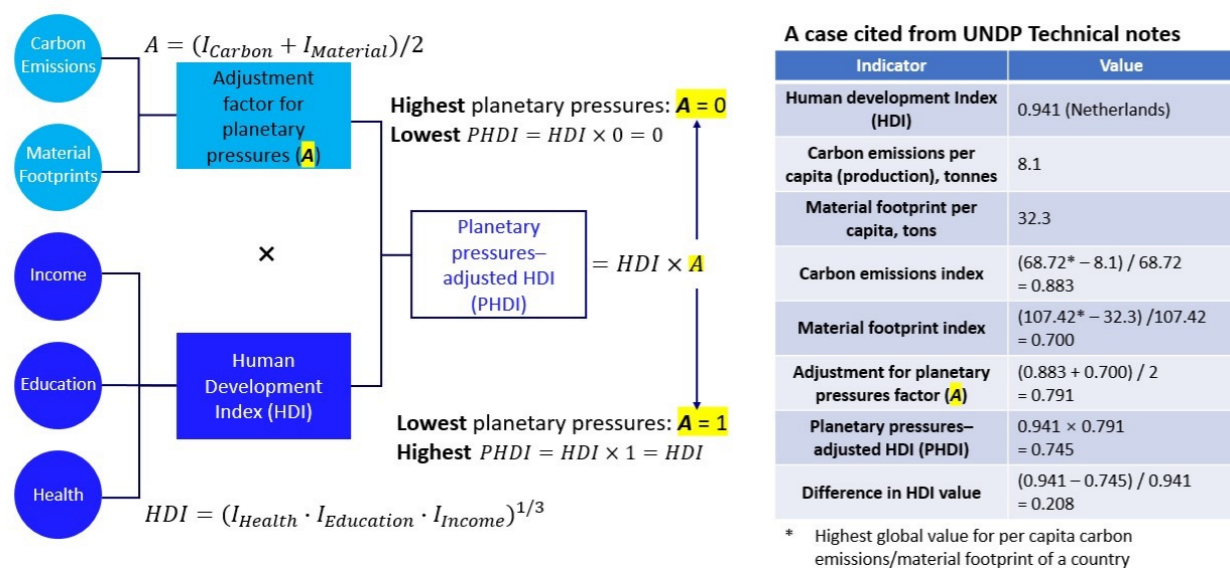 Carbon
Emissions
Material
Footprints
Income
Education
Health
A = (I_Carbon + I_Material)/2
Adjustment
factor for
planetary
pressures (A)
×
Human
Development
Index (HDI)
HDI = (I_Health · I_Education · I_Income)^1/3
Highest planetary pressures: A = 0
Lowest PHDI = HDI × 0 = 0
Planetary
pressures–
adjusted HDI
(PHDI)
= HDI × A
Lowest planetary pressures: A = 1
Highest PHDI = HDI × 1 = HDI
A case cited from UNDP Technical notes
Indicator Value
Human development Index
(HDI)
0.941 (Netherlands)
Carbon emissions per
capita (production), tonnes
8.1
Material footprint per
capita, tons
32.3
Carbon emissions index
(68.72* – 8.1) / 68.72
= 0.883
Material footprint index
(107.42* – 32.3) /107.42
= 0.700
Adjustment for planetary
pressures factor (A)
(0.883 + 0.700) / 2
= 0.791
Planetary pressures–
adjusted HDI (PHDI)
0.941 × 0.791
= 0.745
Difference in HDI value
(0.941 – 0.745) / 0.941
= 0.208
* Highest global value for per capita carbon
emissions/material footprint of a country